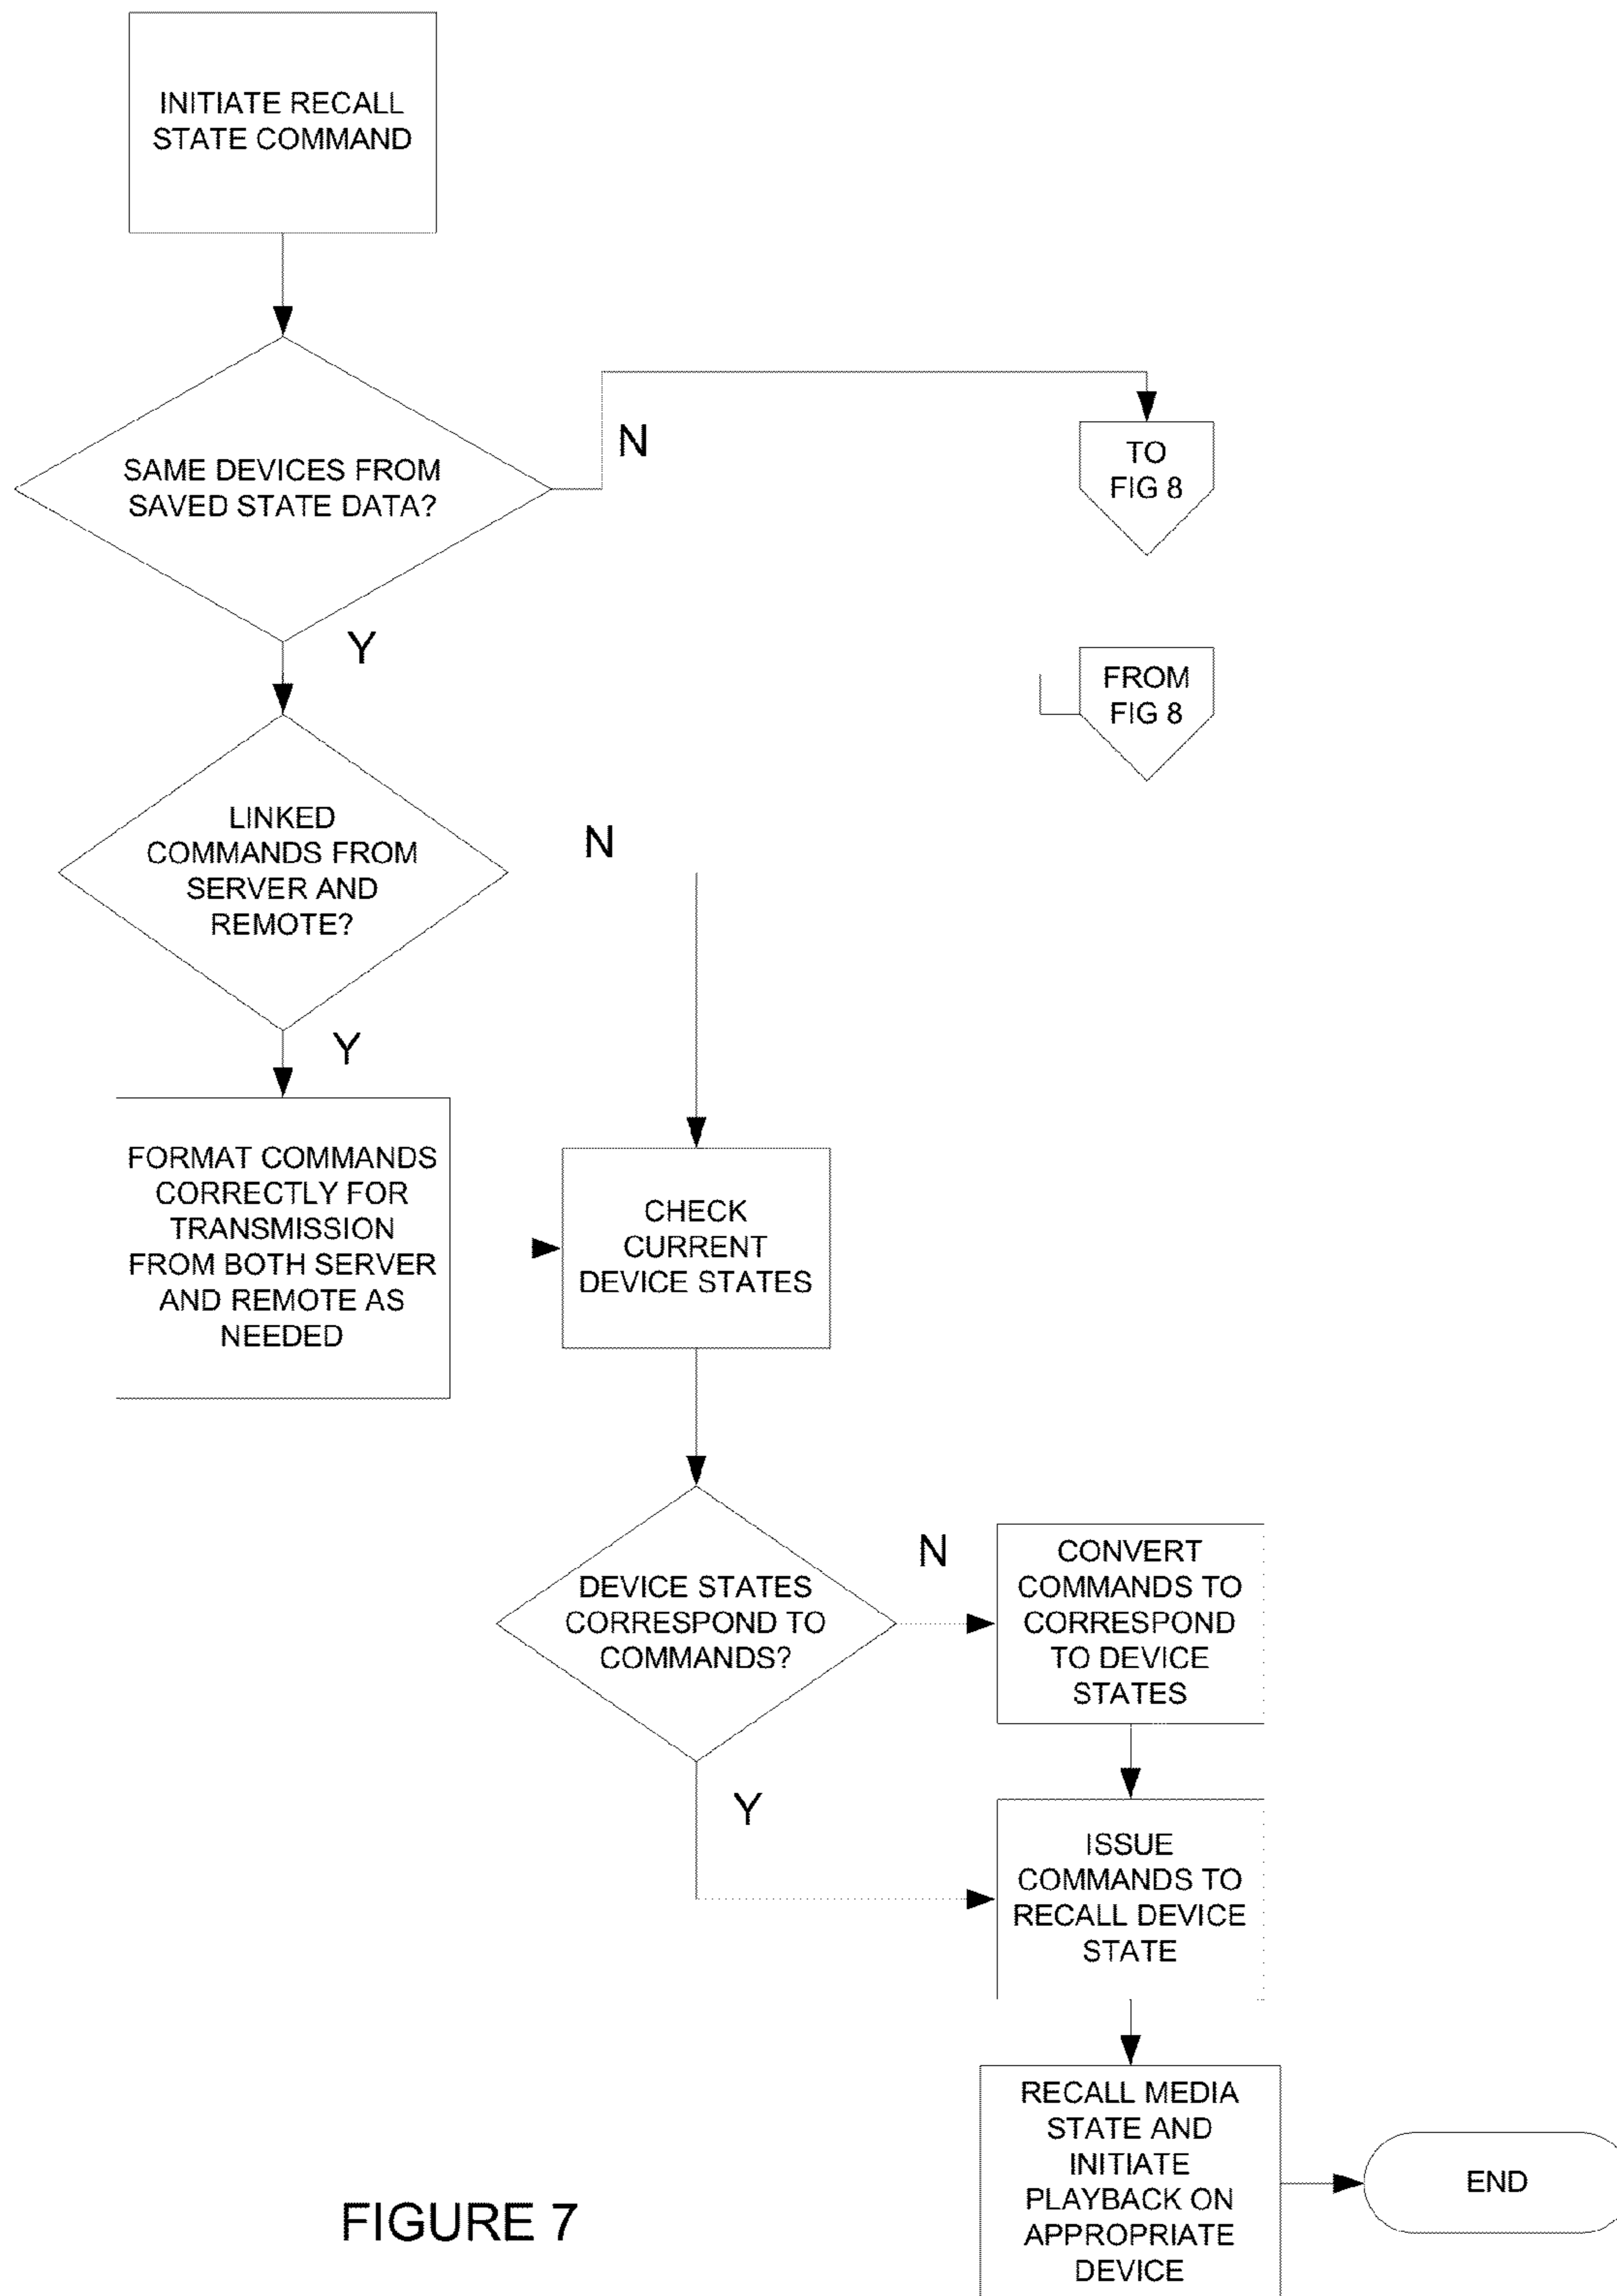 INITIATE RECALL
STATE COMMAND
SAME DEVICES FROM
SAVED STATE DATA?
N
TO
FIG 8
Y
FROM
FIG 8
LINKED
COMMANDS FROM
SERVER AND
REMOTE?
N
Y
FORMAT COMMANDS
CORRECTLY FOR
TRANSMISSION
FROM BOTH SERVER
AND REMOTE AS
NEEDED
CHECK
CURRENT
DEVICE STATES
DEVICE STATES
CORRESPOND TO
COMMANDS?
N
CONVERT
COMMANDS TO
CORRESPOND
TO DEVICE
STATES
Y
ISSUE
COMMANDS TO
RECALL DEVICE
STATE
RECALL MEDIA
STATE AND
INITIATE
PLAYBACK ON
APPROPRIATE
DEVICE
END
FIGURE 7